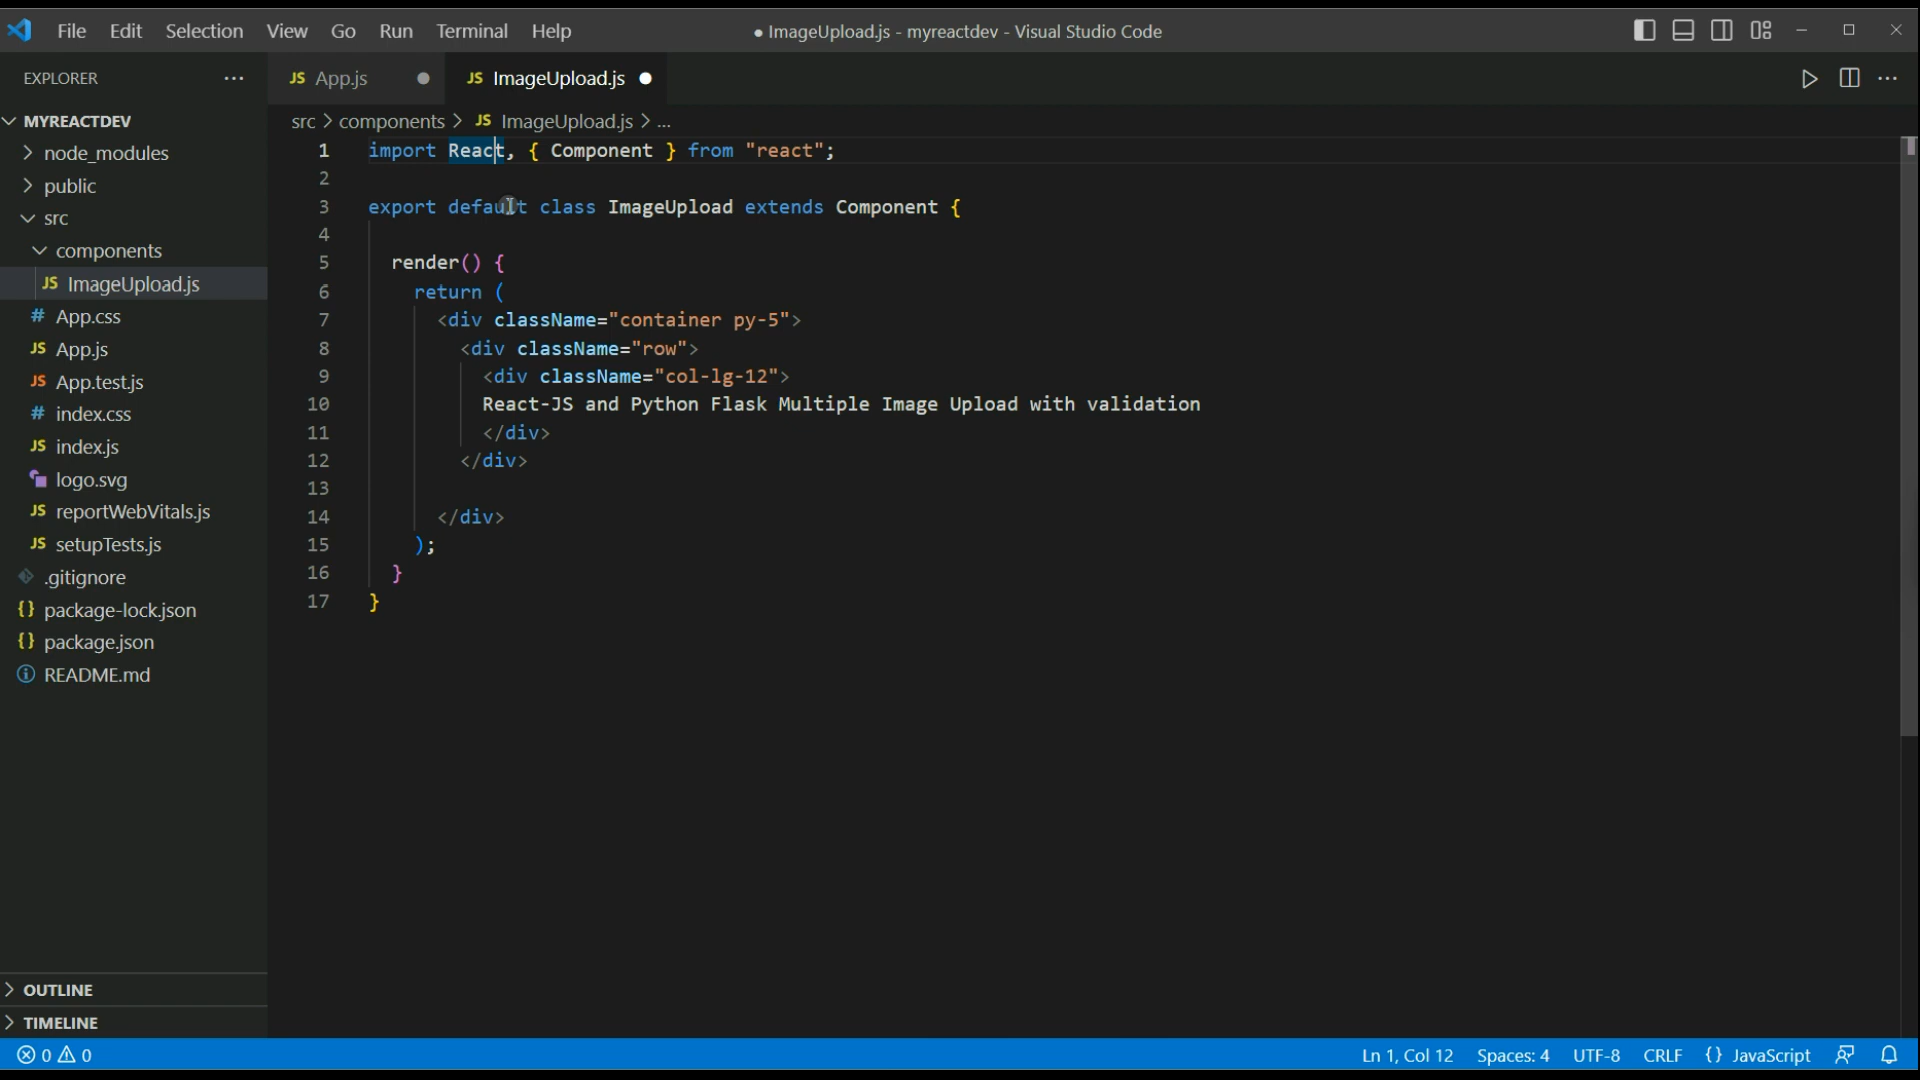 File Edit Selection View Go Run Terminal Help ● ImageUpload.js - myreactdev - Visual Studio Code
EXPLORER ···
JS App.js ● JS ImageUpload.js ●
MYREACTDEV
node_modules
public
src
components
JS ImageUpload.js
# App.css
JS App.js
JS App.test.js
# index.css
JS index.js
logo.svg
JS reportWebVitals.js
JS setupTests.js
.gitignore
{} package-lock.json
{} package.json
README.md
OUTLINE
TIMELINE
src > components > JS ImageUpload.js > ...
1 import React, { Component } from "react";
2
3 export default class ImageUpload extends Component {
4
5 render() {
6 return (
7 <div className="container py-5">
8 <div className="row">
9 <div className="col-lg-12">
10 React-JS and Python Flask Multiple Image Upload with validation
11 </div>
12 </div>
13
14 </div>
15 );
16 }
17 }
0 0 Ln 1, Col 12 Spaces: 4 UTF-8 CRLF {} JavaScript